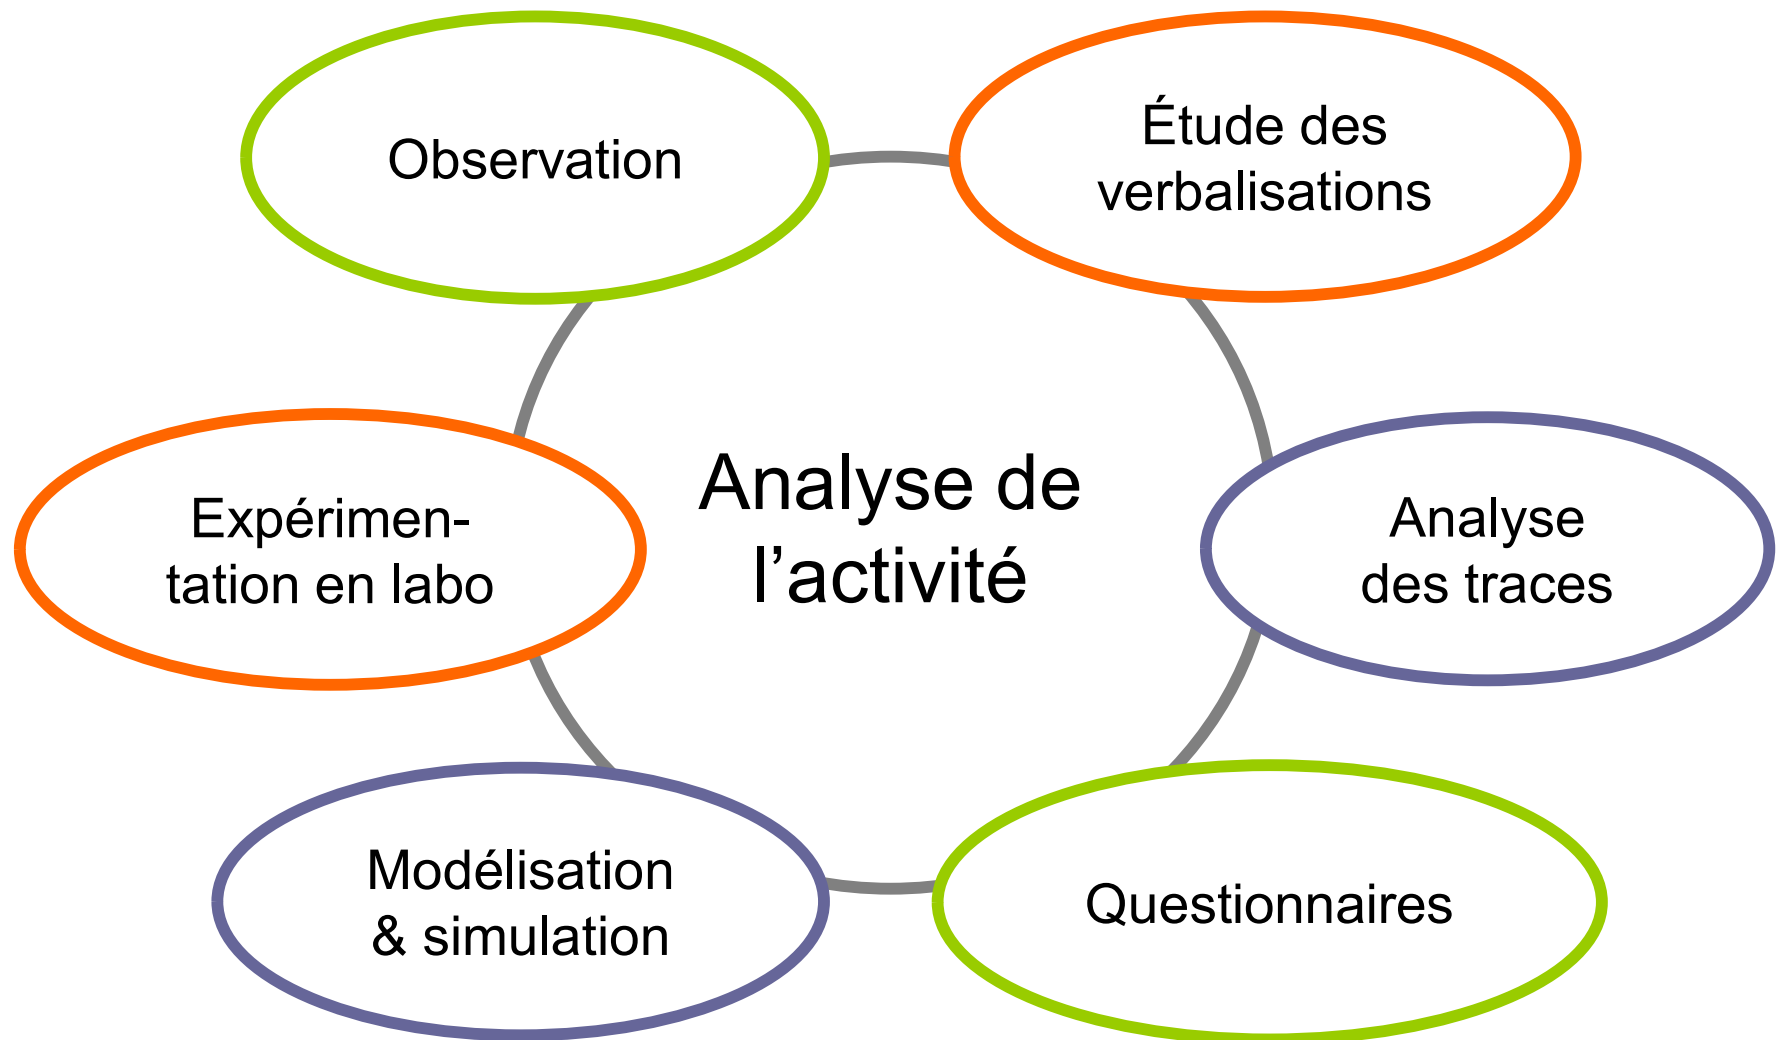 Observation
Étude des
verbalisations
Analyse de
l’activité
Expérimen-
tation en labo
Analyse
des traces
Modélisation
& simulation
Questionnaires